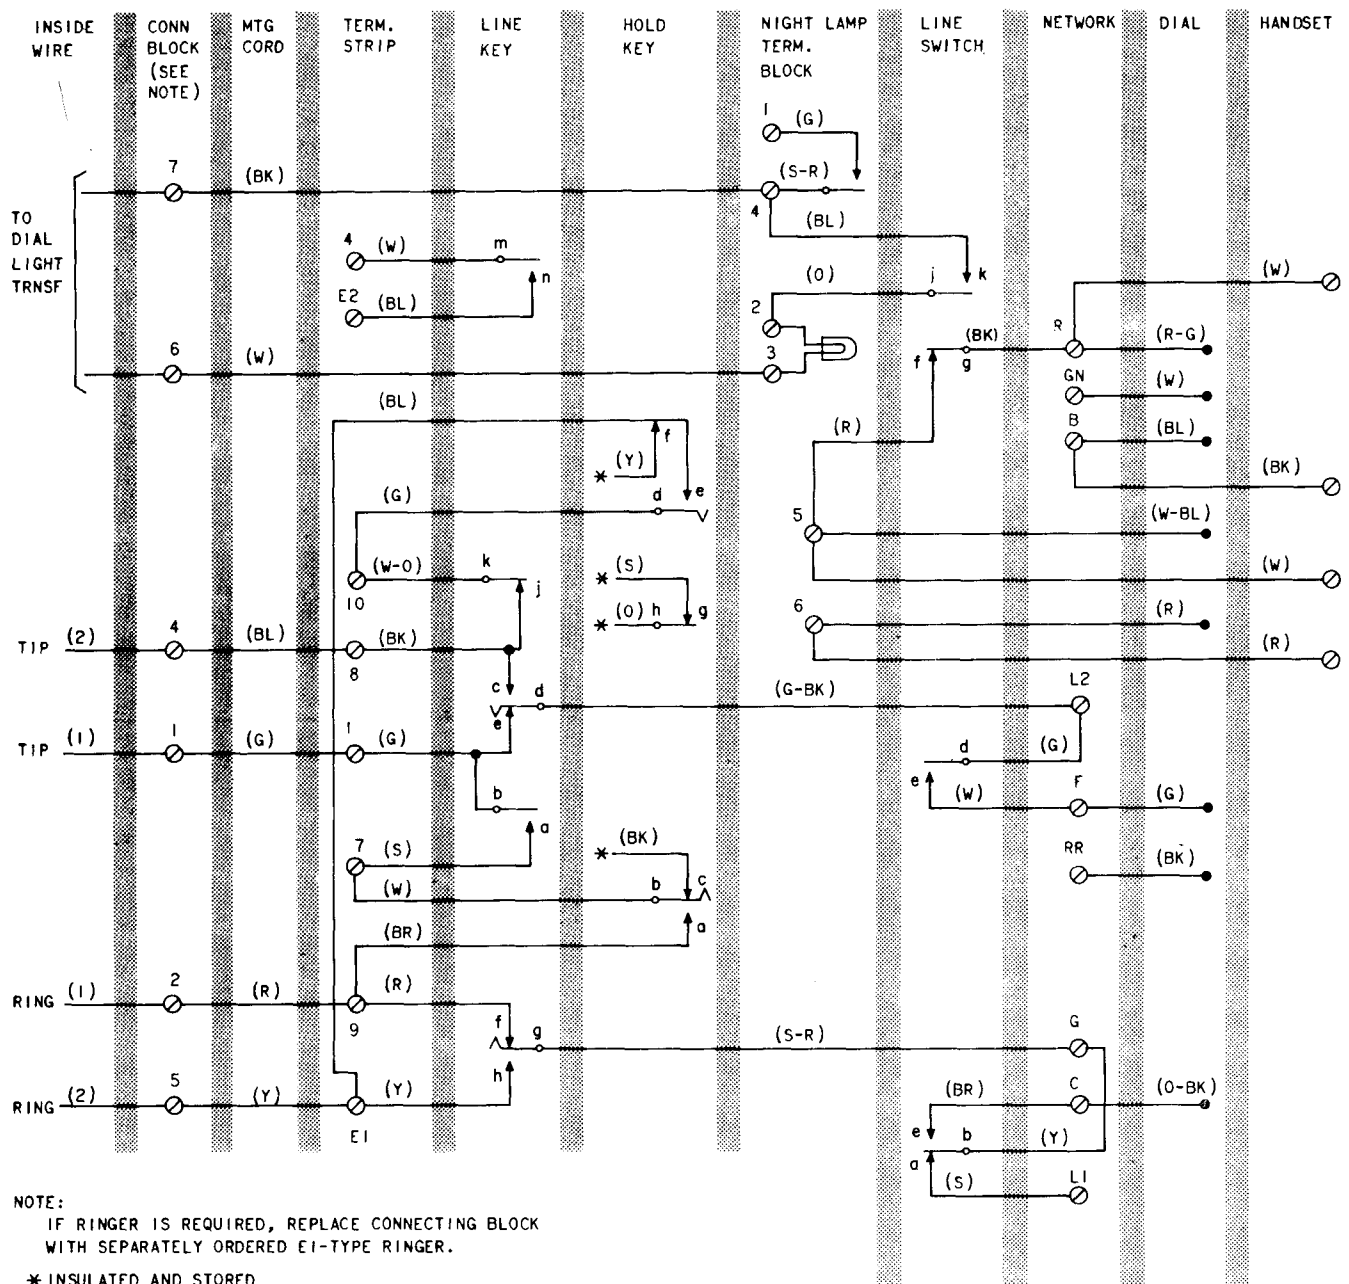 INSIDE WIRE
CONN BLOCK (SEE NOTE)
MTG CORD
TERM. STRIP
LINE KEY
HOLD KEY
NIGHT LAMP TERM. BLOCK
LINE SWITCH
NETWORK
DIAL
HANDSET
1 (G)
7 (BK) (S-R)
4 (BL)
TO DIAL LIGHT TRNSF
4 (W) m n
(O) j k (W)
E2 (BL) 2
6 (W) 3
f g (BK) R (R-G)
GN (W)
(BL) f (R) B (BL)
* (Y) e (BK)
(G) d
5 (W-BL)
10 (W-O) k j
* (S) g (W)
* (O) h
6 (R)
TIP (2) 4 (BL) 8 (BK) (R)
c d e (G-BK) L2
TIP (1) 1 (G) 1 (G)
d (G)
b a e (W) F (G)
7 (S) * (BK) RR (BK)
(W) b c a
(BR)
RING (1) 2 (R) 9 (R)
f g h (S-R) G
RING (2) 5 (Y) E1 (Y)
(BR) C (O-BK)
e b a (Y)
(S) L1
NOTE:
IF RINGER IS REQUIRED, REPLACE CONNECTING BLOCK
WITH SEPARATELY ORDERED E1-TYPE RINGER.
* INSULATED AND STORED